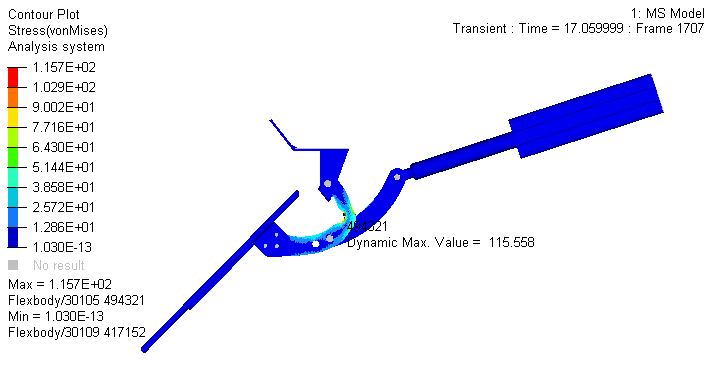 Contour Plot
Stress(vonMises)
Analysis system
1.157E+02
1.029E+02
9.002E+01
7.716E+01
6.430E+01
5.144E+01
3.858E+01
2.572E+01
1.286E+01
1.030E-13
No result
Max = 1.157E+02
Flexbody/30105 494321
Min = 1.030E-13
Flexbody/30109 417152
1: MS Model
Transient : Time = 17.059999 : Frame 1707
494321
Dynamic Max. Value = 115.558